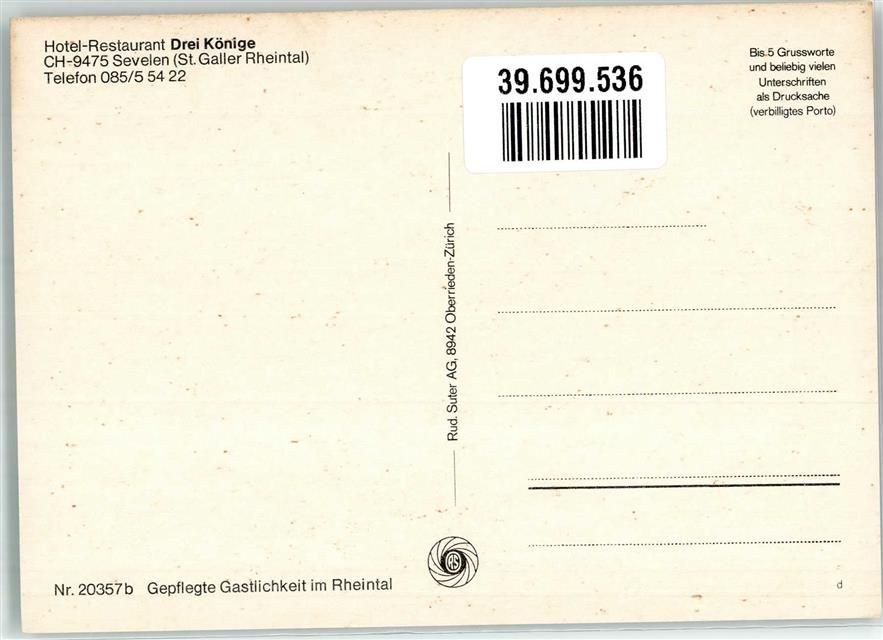 Hotel-Restaurant Drei Könige
CH-9475 Sevelen (St. Galler Rheintal)
Telefon 085/5 54 22
39.699.536
Bis 5 Grussworte
und beliebig vielen
Unterschriften
als Drucksache
(verbilligtes Porto)
Rud. Suter AG, 8942 Oberrieden-Zürich
Nr. 20357b Gepflegte Gastlichkeit im Rheintal
d